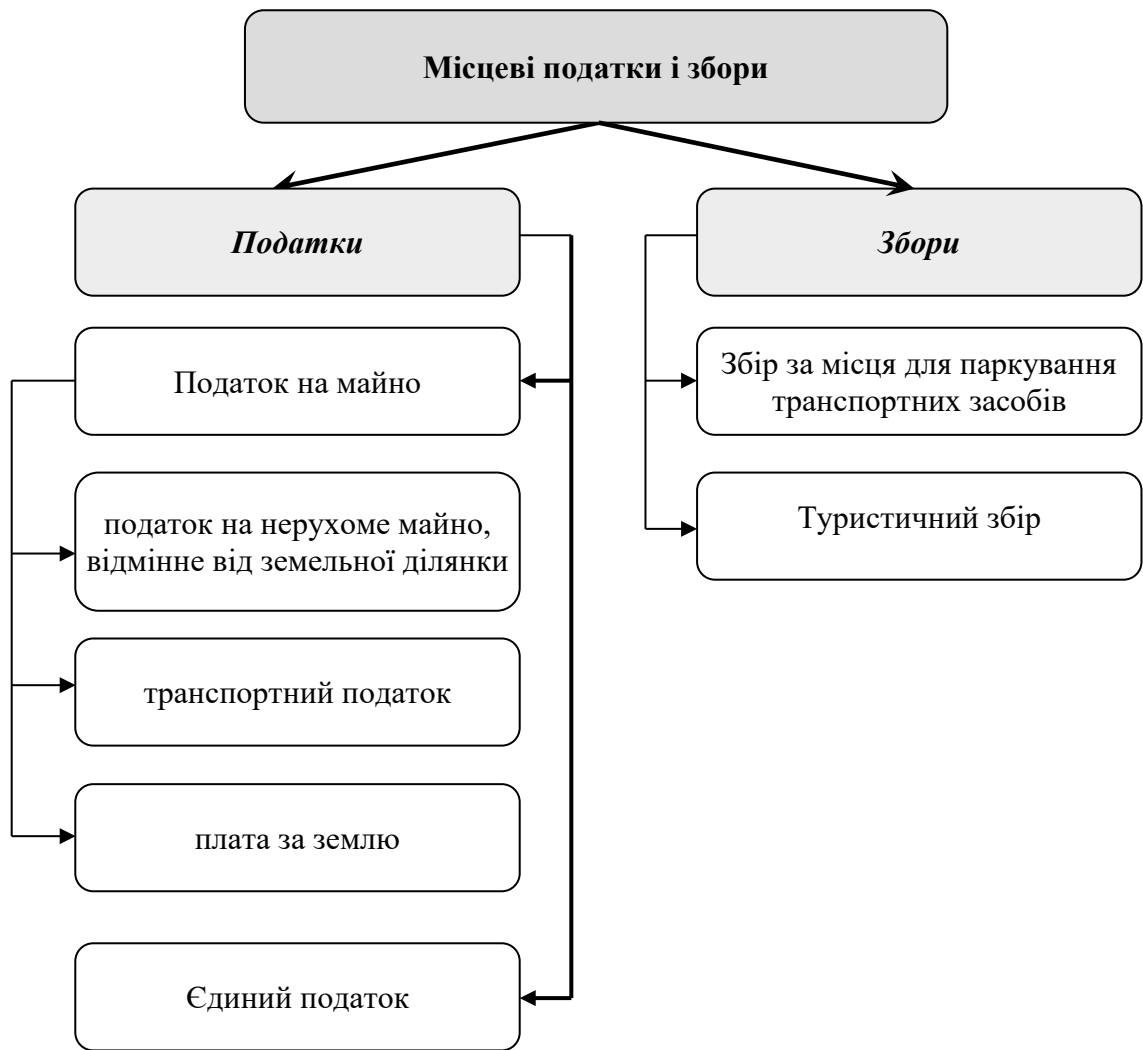 Місцеві податки і збори
Податки
Збори
Податок на майно
Збір за місця для паркування
транспортних засобів
податок на нерухоме майно,
відмінне від земельної ділянки
Туристичний збір
транспортний податок
плата за землю
Єдиний податок